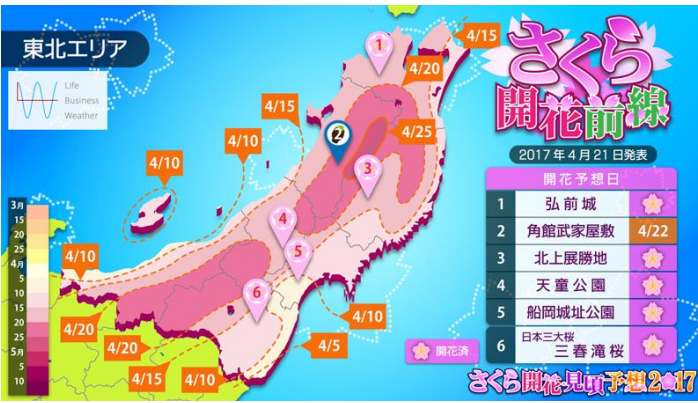 東北エリア
Life
Business
Weather
さくら
開花前線
2017年4月21日発表
開花予想日
1 弘前城
2 角館武家屋敷 4/22
3 北上展勝地
4 天童公園
5 船岡城址公園
6 日本三大桜
三春滝桜
開花済
さくら開花見頃予想2017
4/15
4/20
4/15
4/25
4/10
4/10
4/10
4/20
4/20
4/15
4/10
4/5
4/10
1
2
3
4
5
6
3月
15
20
25
4月
5
10
15
20
25
5月
5
10